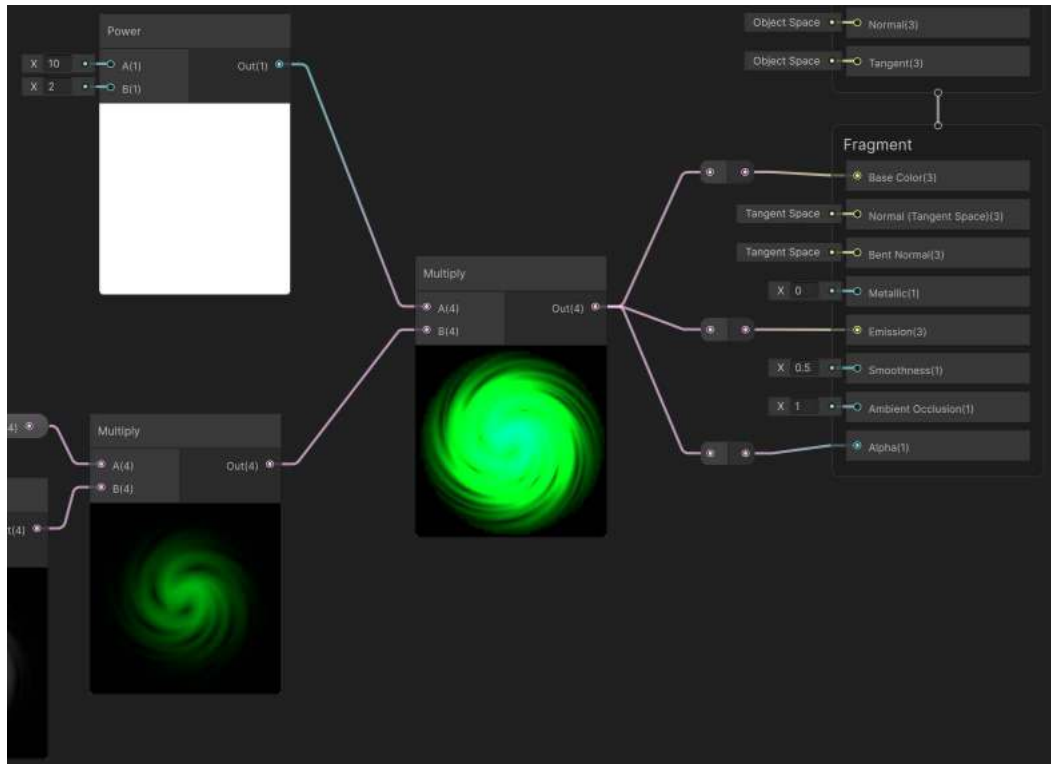 Power
X 10 A(1) Out(1)
X 2 B(1)
Object Space Normal(3)
Object Space Tangent(3)
Fragment
Base Color(3)
Tangent Space Normal (Tangent Space)(3)
Tangent Space Bent Normal(3)
X 0 Metallic(1)
Emission(3)
X 0.5 Smoothness(1)
X 1 Ambient Occlusion(1)
Alpha(1)
Multiply
A(4) Out(4)
B(4)
Multiply
A(4) Out(4)
B(4)
4)
t(4)